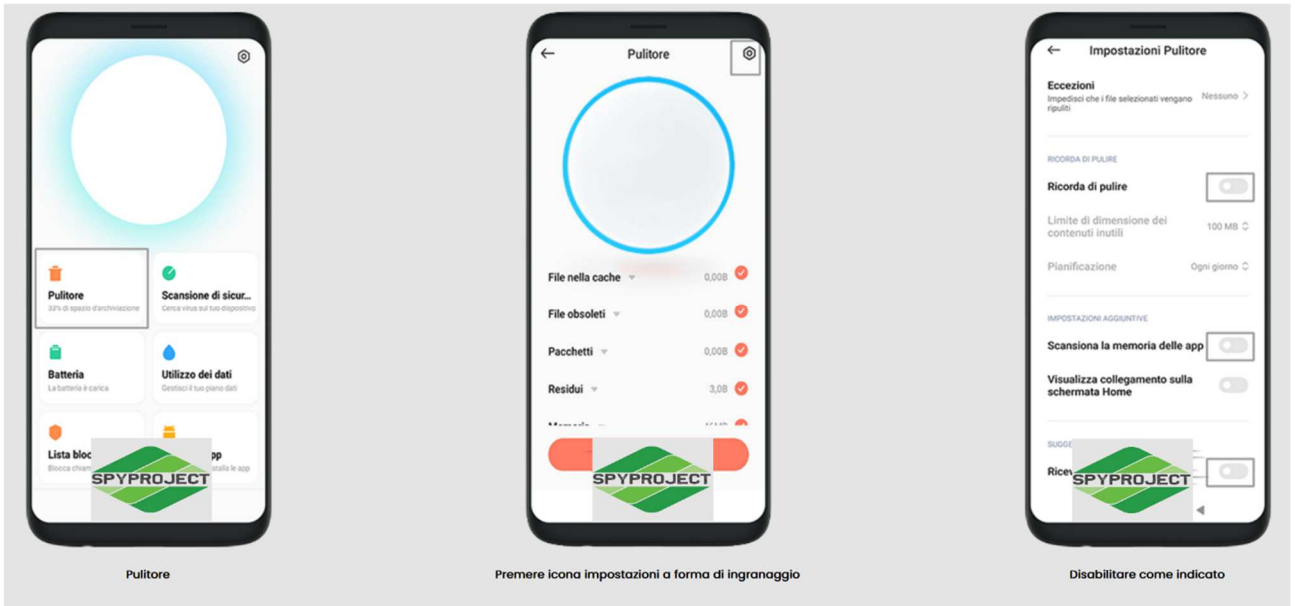 Pulitore
33% di spazio d'archiviazione
Scansione di sicur...
Cerca virus sul tuo dispositivo
Batteria
La batteria è carica
Utilizzo dei dati
Gestisci il tuo piano dati
Lista bloc
Blocca chiam
pp
stalla le app
SPYPROJECT
Pulitore
Pulitore
File nella cache
0,00B
File obsoleti
0,00B
Pacchetti
0,00B
Residui
3,0B
SPYPROJECT
Premere icona impostazioni a forma di ingranaggio
Impostazioni Pulitore
Eccezioni
Impedisci che i file selezionati vengano
ripuliti
Nessuno
RICORDA DI PULIRE
Ricorda di pulire
Limite di dimensione dei
contenuti inutili
100 MB
Pianificazione
Ogni giorno
IMPOSTAZIONI AGGIUNTIVE
Scansiona la memoria delle app
Visualizza collegamento sulla
schermata Home
SUGGE
Ricev
SPYPROJECT
Disabilitare come indicato